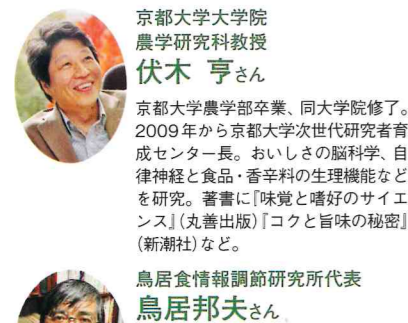 京都大学大学院
農学研究科教授
伏木 亨さん
京都大学農学部卒業、同大学院修了。
2009年から京都大学次世代研究者育
成センター長。おいしさの脳科学、自
律神経と食品・香辛料の生理機能など
を研究。著書に『味覚と嗜好のサイエ
ンス』(丸善出版)『コクと旨味の秘密』
(新潮社)など。
鳥居食情報調節研究所代表
鳥居邦夫さん